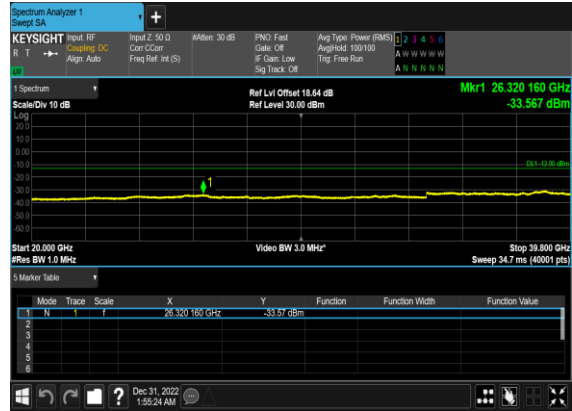 Spectrum Analyzer 1
Swept SA
+
KEYSIGHT Input: RF Input Z: 50 Ω #Atten: 30 dB PNO: Fast Avg Type: Power (RMS) 1 2 3 4 5 6
R T Coupling: DC Corr CCorr Gate: Off Avg|Hold: 100/100 A W W W W W
Align: Auto Freq Ref: Int (S) IF Gain: Low Trig: Free Run
Sig Track: Off A N N N N N
1 Spectrum
Ref Lvl Offset 18.64 dB Mkr1 26.320 160 GHz
Scale/Div 10 dB Ref Level 30.00 dBm -33.567 dBm
Log
20.0
10.0
0.00
-10.0
DL1 -13.00 dBm
-20.0
1
-30.0
-40.0
-50.0
-60.0
Start 20.000 GHz Video BW 3.0 MHz* Stop 39.800 GHz
#Res BW 1.0 MHz Sweep 34.7 ms (40001 pts)
5 Marker Table
Mode Trace Scale X Y Function Function Width Function Value
1 N 1 f 26.320 160 GHz -33.57 dBm
2
3
4
5
6
? Dec 31, 2022
1:55:24 AM